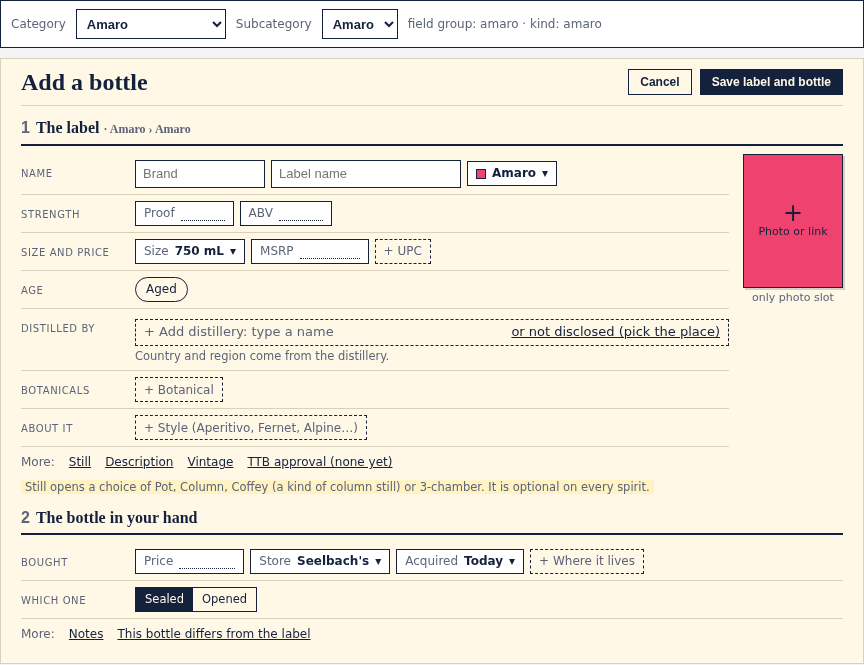 Category Amaro Subcategory Amaro field group: amaro · kind: amaro
Add a bottle Cancel Save label and bottle
1 The label · Amaro › Amaro
NAME Brand Label name Amaro ▾
STRENGTH Proof ABV
SIZE AND PRICE Size 750 mL ▾ MSRP + UPC
AGE Aged
+
Photo or link
only photo slot
DISTILLED BY + Add distillery: type a name or not disclosed (pick the place)
Country and region come from the distillery.
BOTANICALS + Botanical
ABOUT IT + Style (Aperitivo, Fernet, Alpine…)
More: Still Description Vintage TTB approval (none yet)
Still opens a choice of Pot, Column, Coffey (a kind of column still) or 3-chamber. It is optional on every spirit.
2 The bottle in your hand
BOUGHT Price Store Seelbach's ▾ Acquired Today ▾ + Where it lives
WHICH ONE Sealed Opened
More: Notes This bottle differs from the label